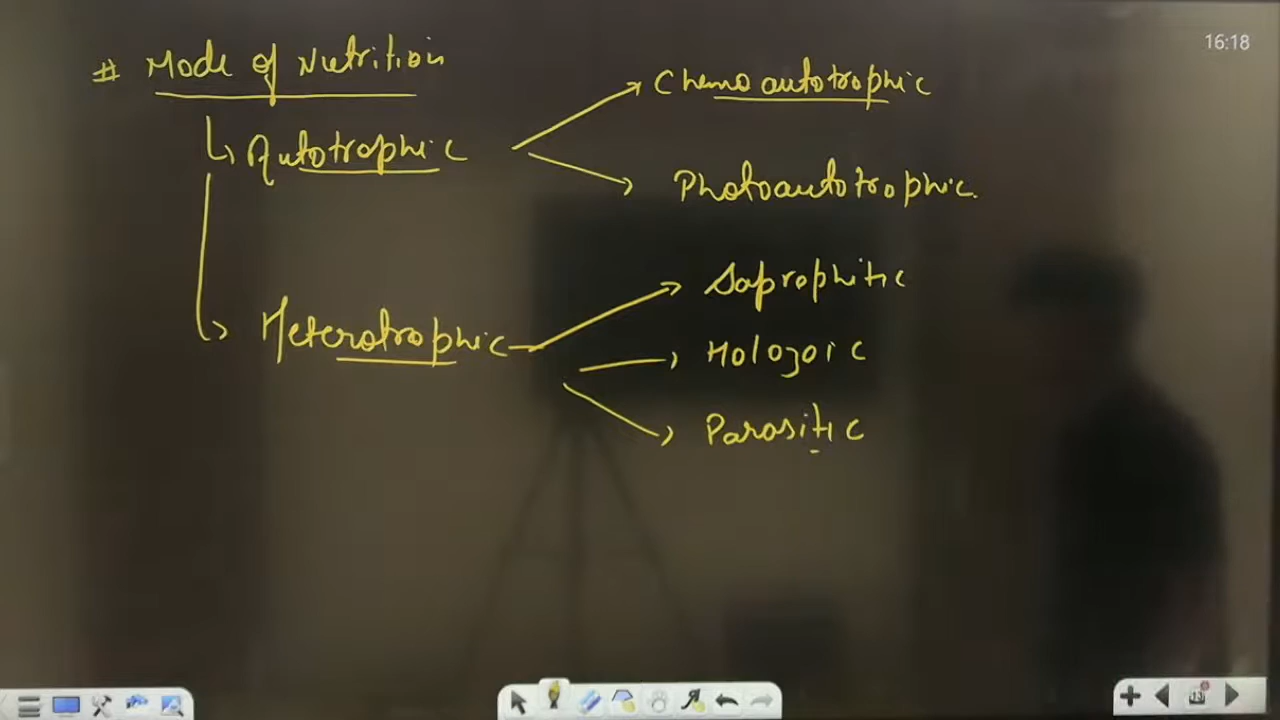 16:18
# Mode of Nutrition
Chemoautotrophic
Autotrophic
Photoautotrophic.
Saprophitic
Heterotrophic
Holozoic
Parasitic